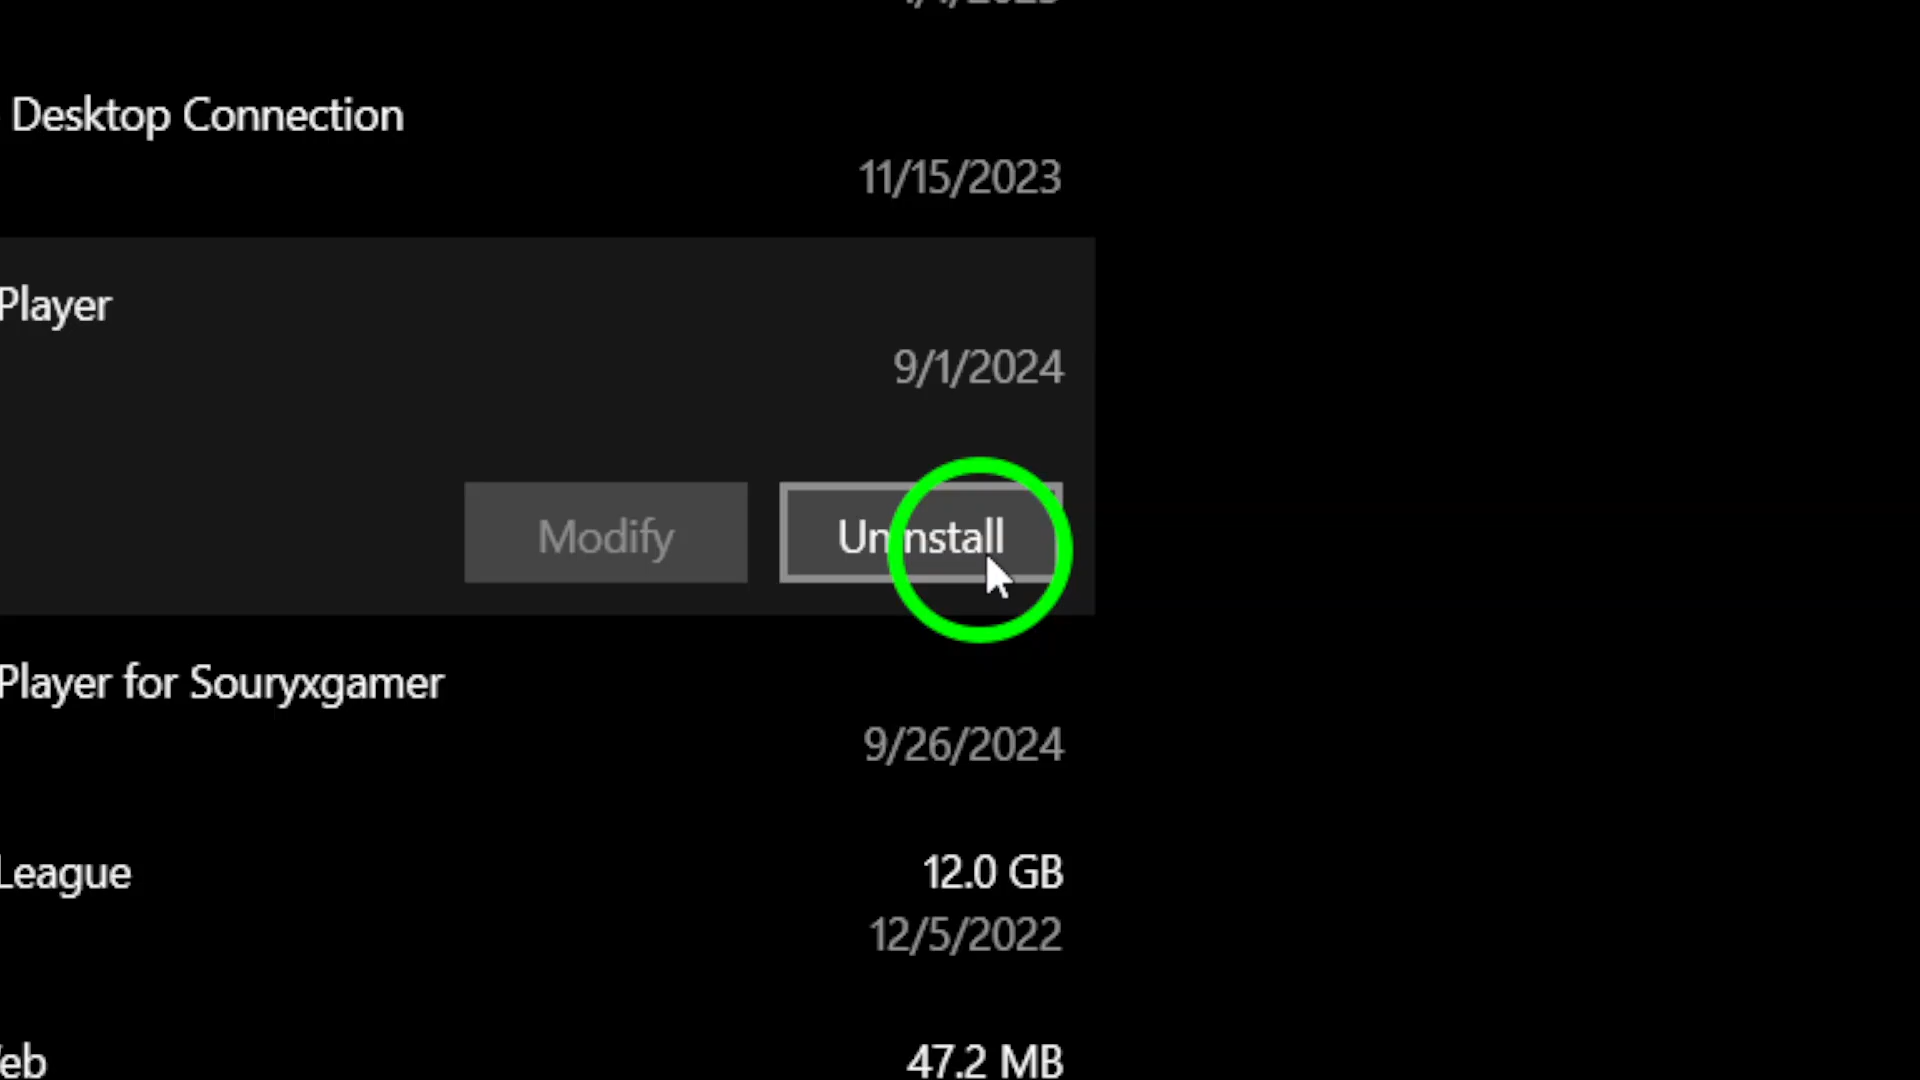 Desktop Connection
11/15/2023
Player
9/1/2024
Modify
Uninstall
Player for Souryxgamer
9/26/2024
League
12.0 GB
12/5/2022
eb
47.2 MB